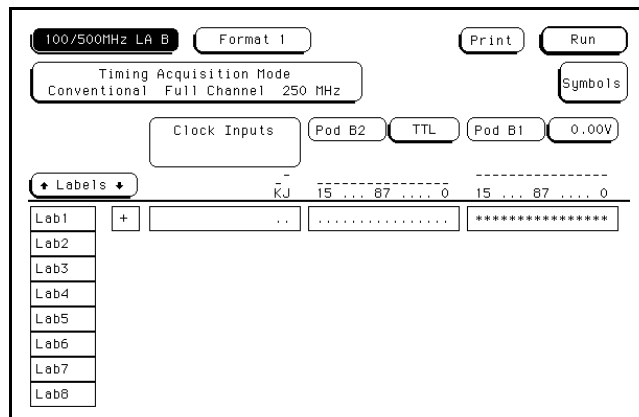 100/500MHz LA B Format 1 Print Run
Timing Acquisition Mode
Conventional Full Channel 250 MHz
Symbols
Clock Inputs Pod B2 TTL Pod B1 0.00V
↑ Labels ↓ KJ 15 ... 87 .... 0 15 ... 87 .... 0
Lab1 + .. ................ ****************
Lab2
Lab3
Lab4
Lab5
Lab6
Lab7
Lab8